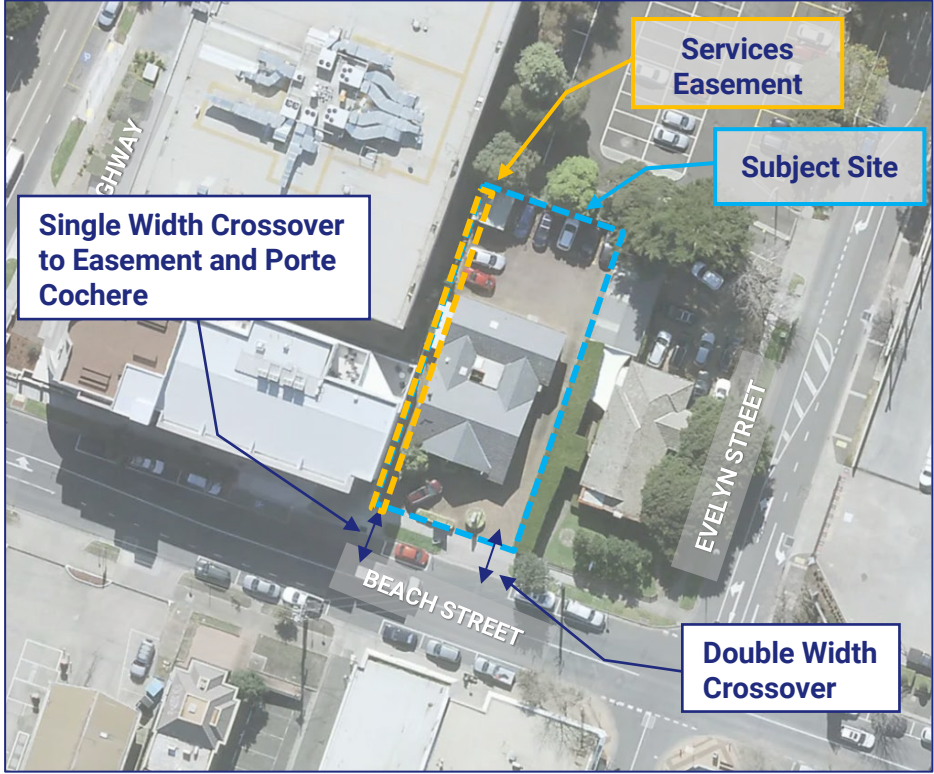 Services
Easement
Subject Site
GHWAY
Single Width Crossover
to Easement and Porte
Cochere
EVELYN STREET
BEACH STREET
Double Width
Crossover